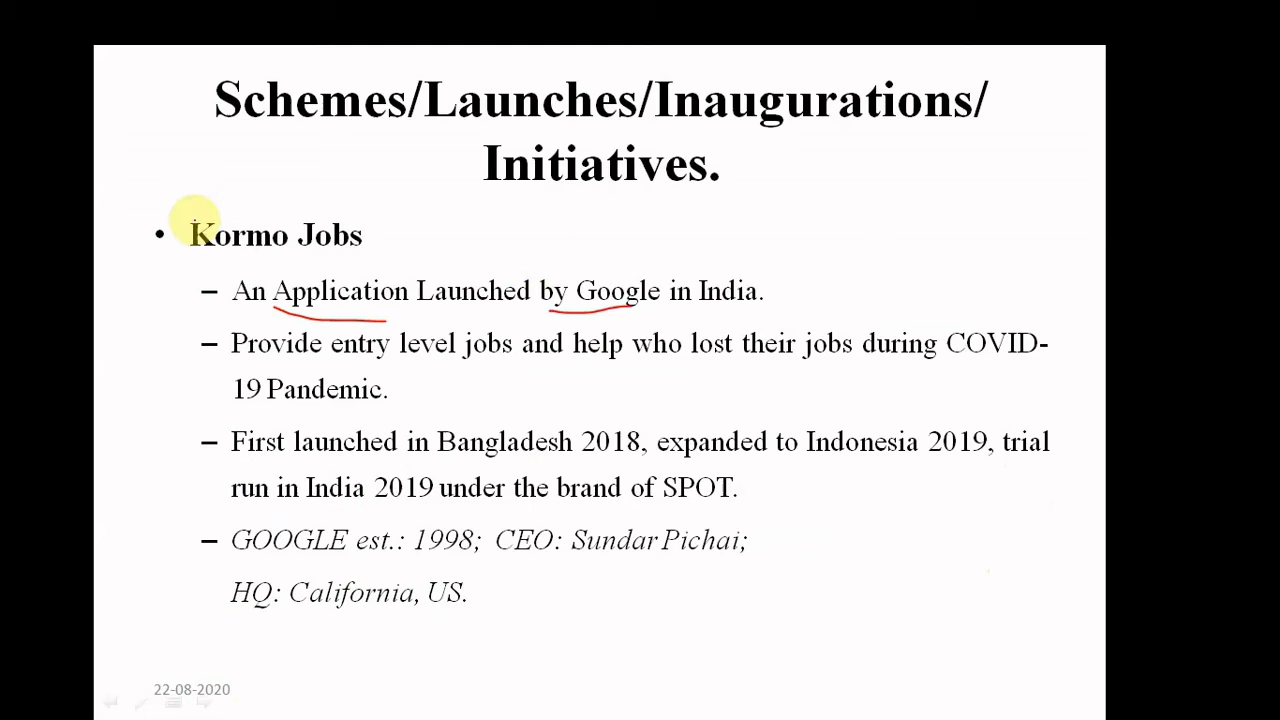 Schemes/Launches/Inaugurations/
Initiatives.
• Kormo Jobs
– An Application Launched by Google in India.
– Provide entry level jobs and help who lost their jobs during COVID-
19 Pandemic.
– First launched in Bangladesh 2018, expanded to Indonesia 2019, trial
run in India 2019 under the brand of SPOT.
– GOOGLE est.: 1998; CEO: Sundar Pichai;
HQ: California, US.
22-08-2020